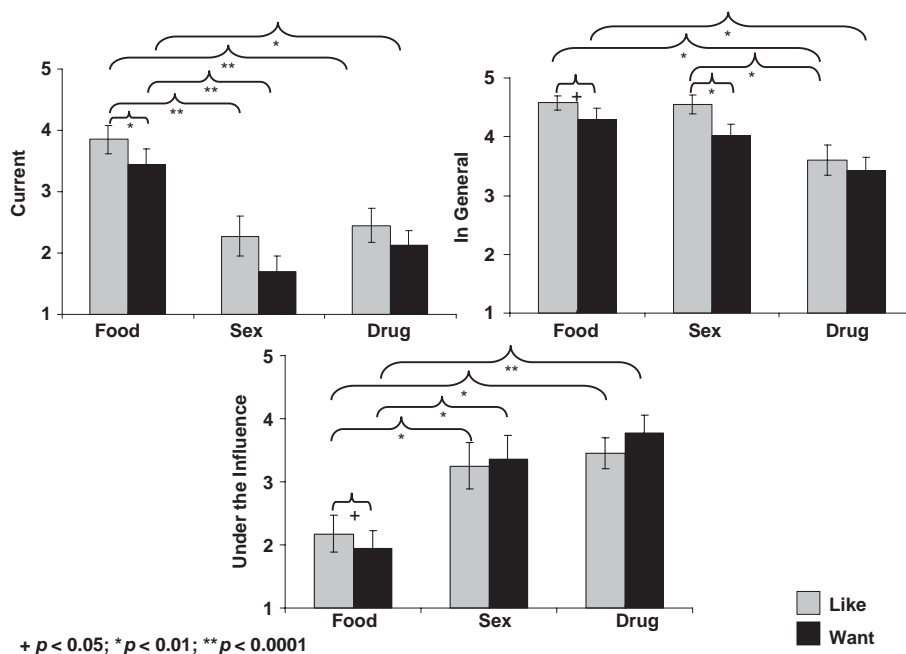 *
**
*
*
**
*
5
**
5
*
**
+
*
*
4
4
Current
3
In General
3
2
2
1
1
Food
Sex
Drug
Food
Sex
Drug
5
**
*
4
*
*
Under the Influence
3
+
2
1
Food
Sex
Drug
Like
Want
+ p < 0.05; *p < 0.01; **p < 0.0001